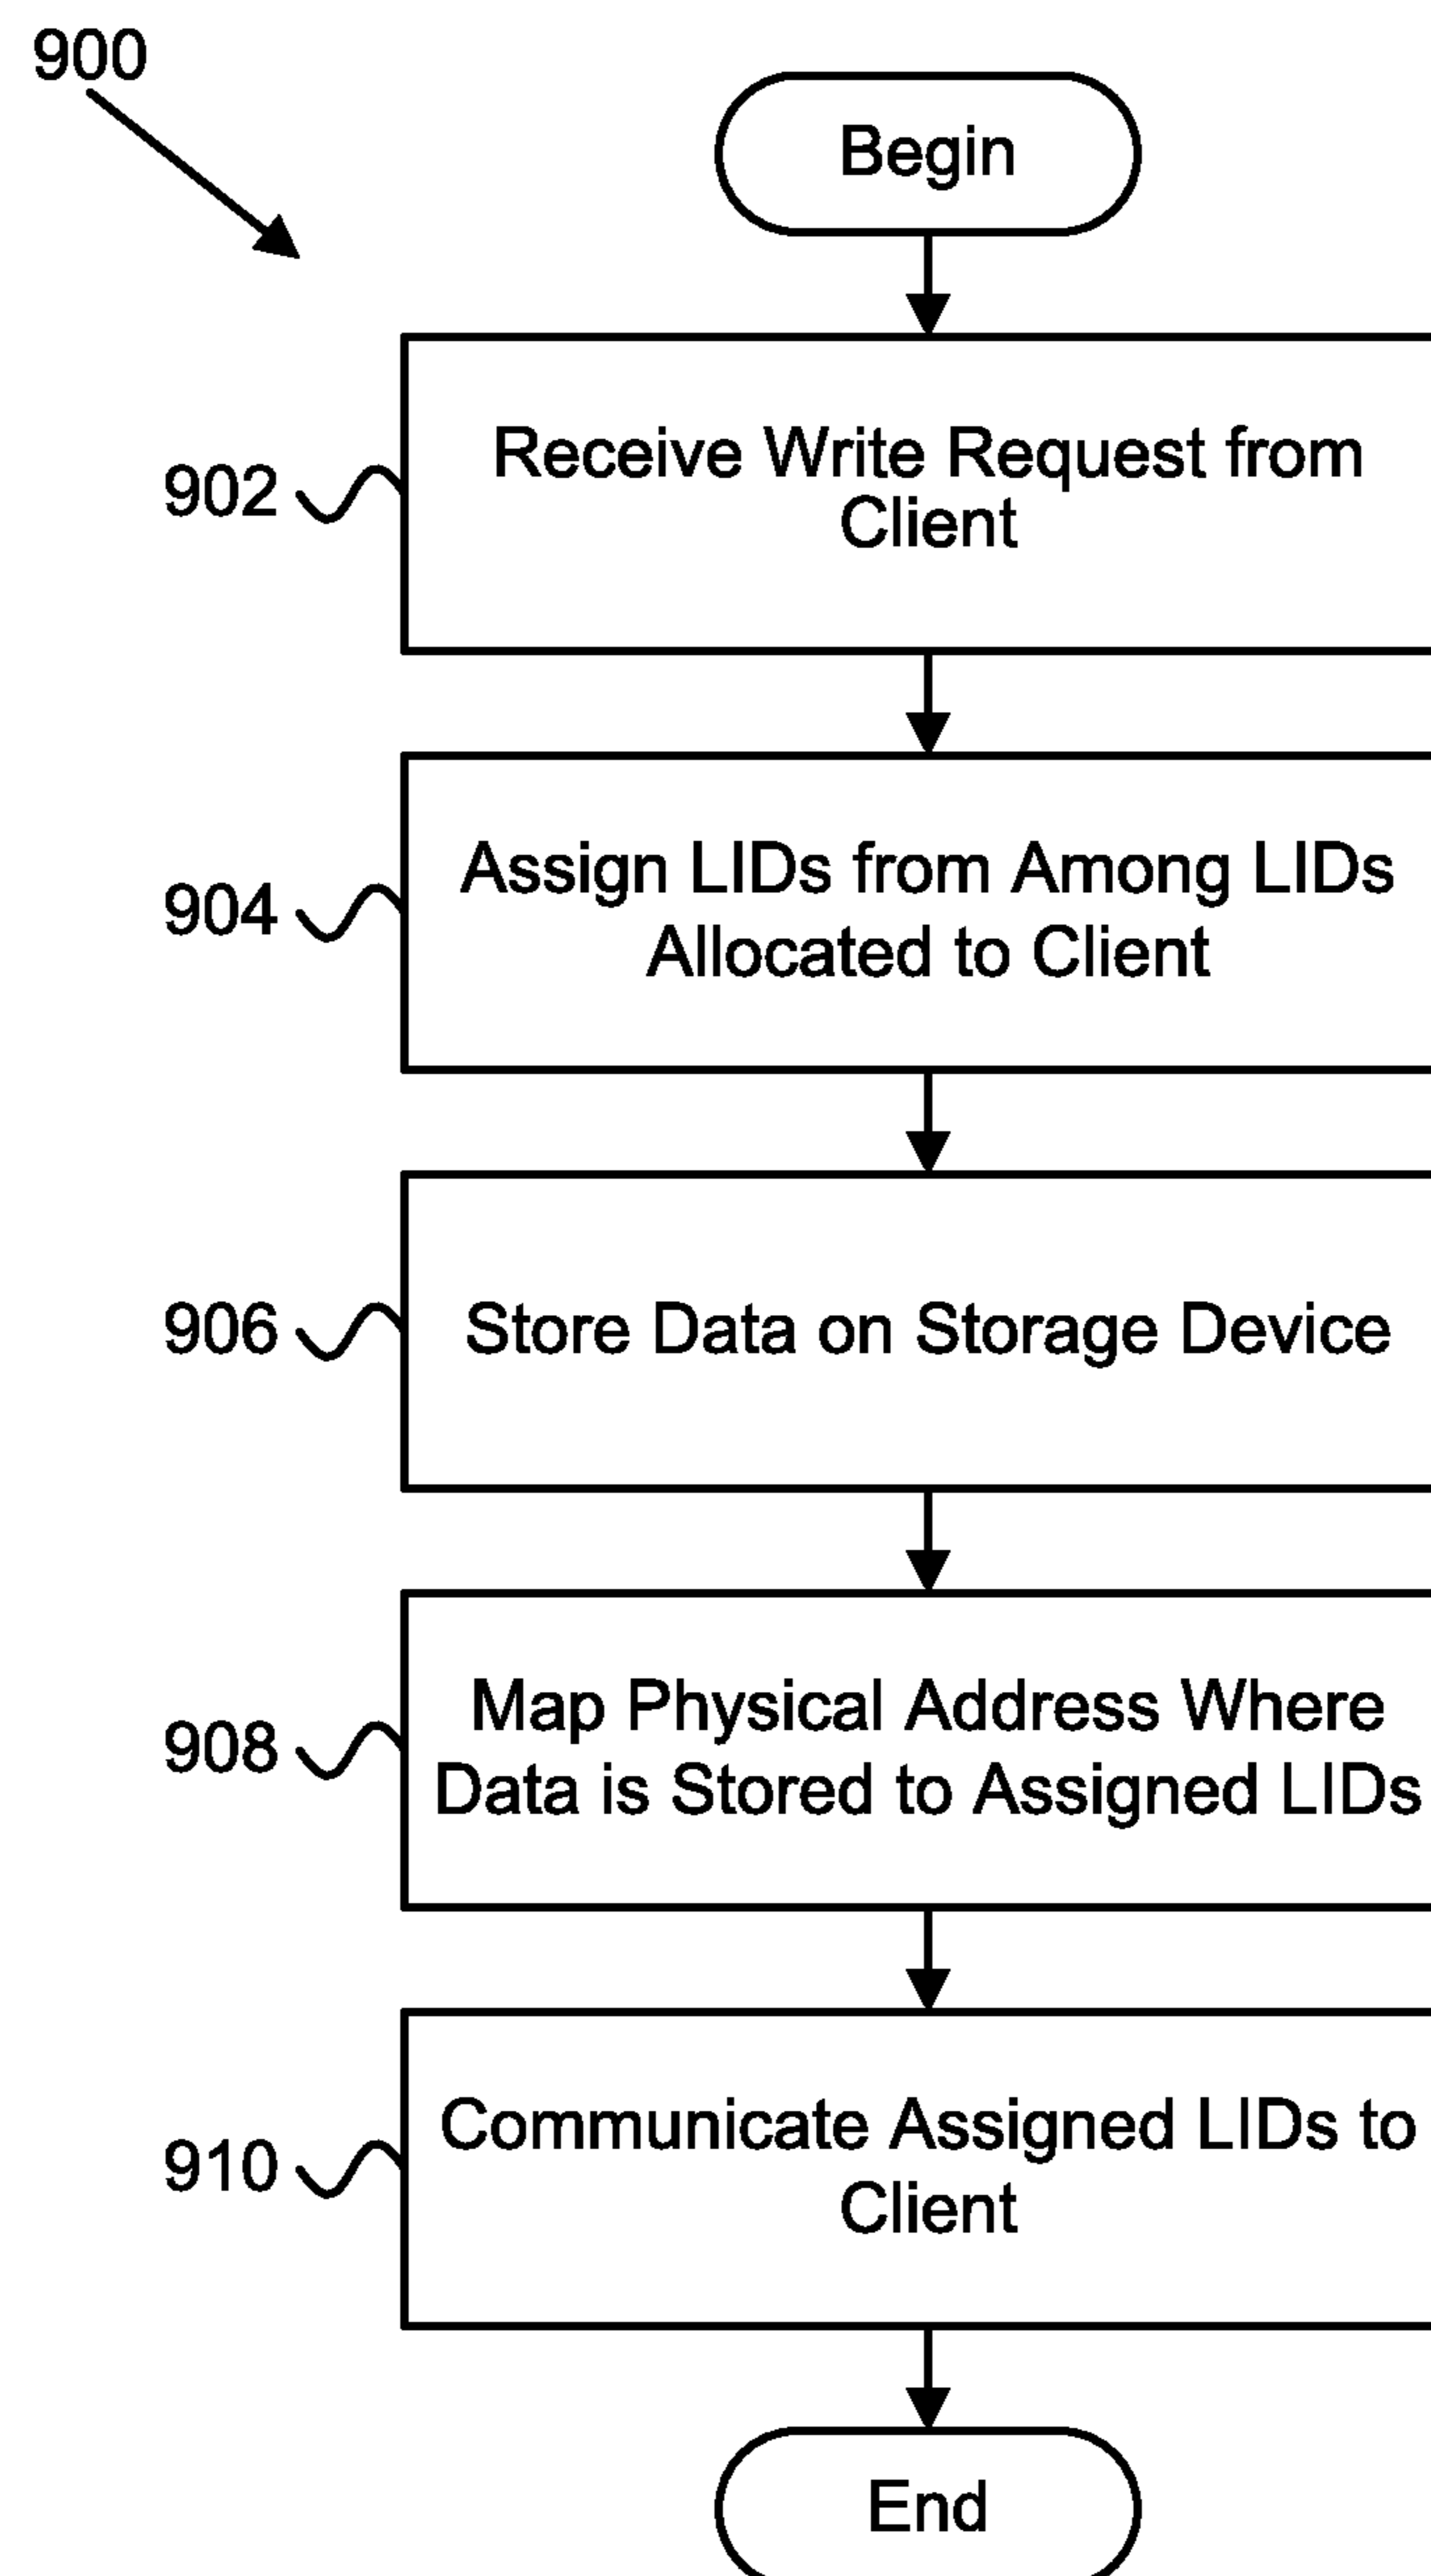 900
Begin
902
Receive Write Request from
Client
904
Assign LIDs from Among LIDs
Allocated to Client
906
Store Data on Storage Device
908
Map Physical Address Where
Data is Stored to Assigned LIDs
910
Communicate Assigned LIDs to
Client
End